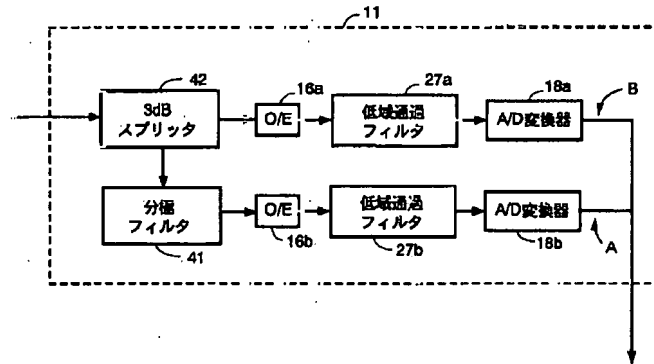 11
42
3dB
スプリッタ
16a
O/E
27a
低域通過
フィルタ
18a
A/D変換器
B
分極
フィルタ
41
O/E
16b
低域通過
フィルタ
27b
A/D変換器
18b
A